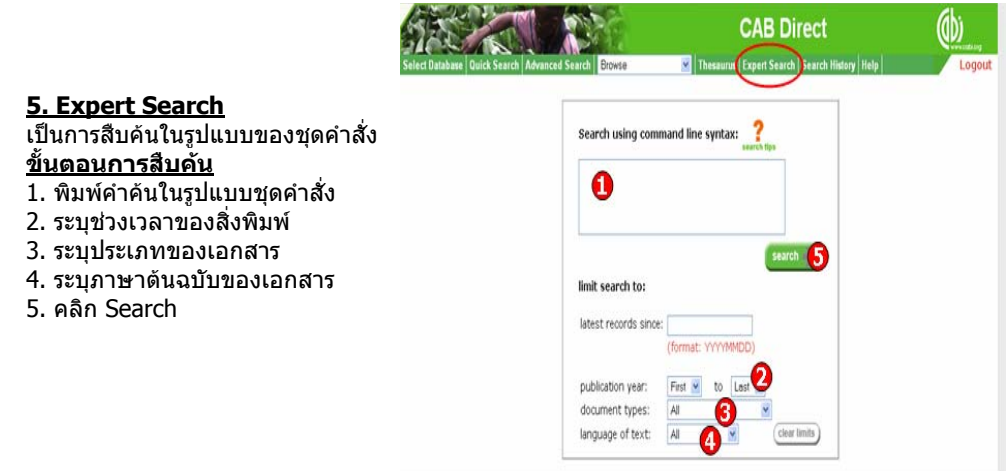 5. Expert Search
เป็นการสืบค้นในรูปแบบของชุดคำสั่ง
ขั้นตอนการสืบค้น
1. พิมพ์คำค้นในรูปแบบชุดคำสั่ง
2. ระบุช่วงเวลาของสิ่งพิมพ์
3. ระบุประเภทของเอกสาร
4. ระบุภาษาต้นฉบับของเอกสาร
5. คลิก Search
CAB Direct
www.cabi.org
Select Database Quick Search Advanced Search Browse Thesaurus Expert Search Search History Help Logout
Search using command line syntax: ?
search tips
1
search 5
limit search to:
latest records since:
(format: YYYYMMDD)
publication year: First to Last 2
document types: All 3
language of text: All 4 clear limits